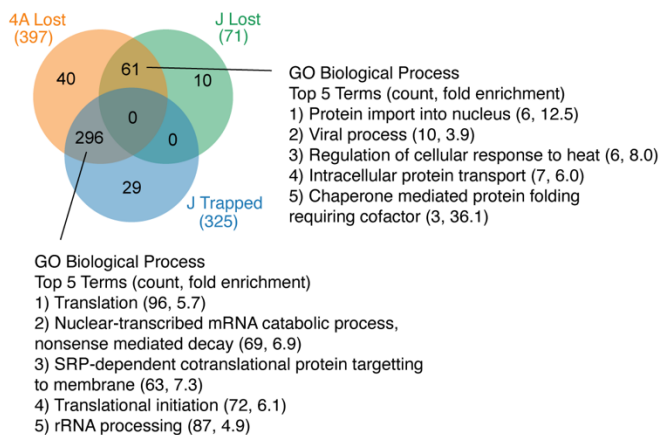 4A Lost
(397)
J Lost
(71)
40
61
10
0
296
0
29
J Trapped
(325)
GO Biological Process
Top 5 Terms (count, fold enrichment)
1) Protein import into nucleus (6, 12.5)
2) Viral process (10, 3.9)
3) Regulation of cellular response to heat (6, 8.0)
4) Intracellular protein transport (7, 6.0)
5) Chaperone mediated protein folding
requiring cofactor (3, 36.1)
GO Biological Process
Top 5 Terms (count, fold enrichment)
1) Translation (96, 5.7)
2) Nuclear-transcribed mRNA catabolic process,
nonsense mediated decay (69, 6.9)
3) SRP-dependent cotranslational protein targetting
to membrane (63, 7.3)
4) Translational initiation (72, 6.1)
5) rRNA processing (87, 4.9)